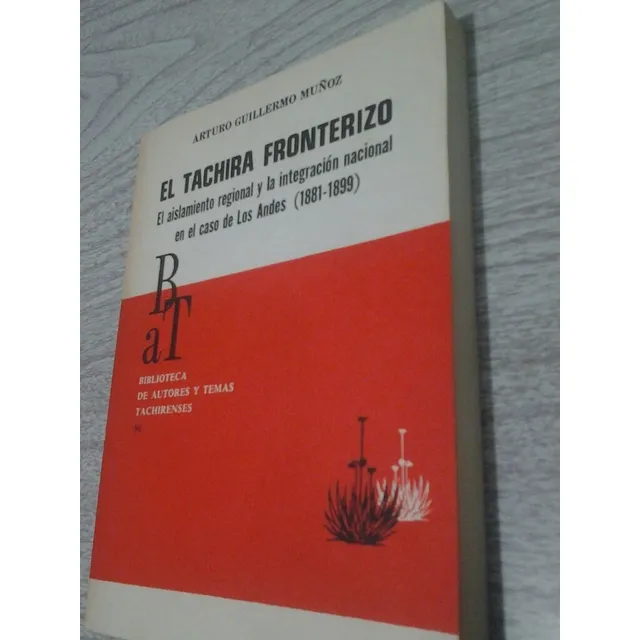 ARTURO GUILLERMO MUÑOZ
EL TACHIRA FRONTERIZO
El aislamiento regional y la integración nacional
en el caso de Los Andes (1881-1899)
B
aT
BIBLIOTECA
DE AUTORES Y TEMAS
TACHIRENSES